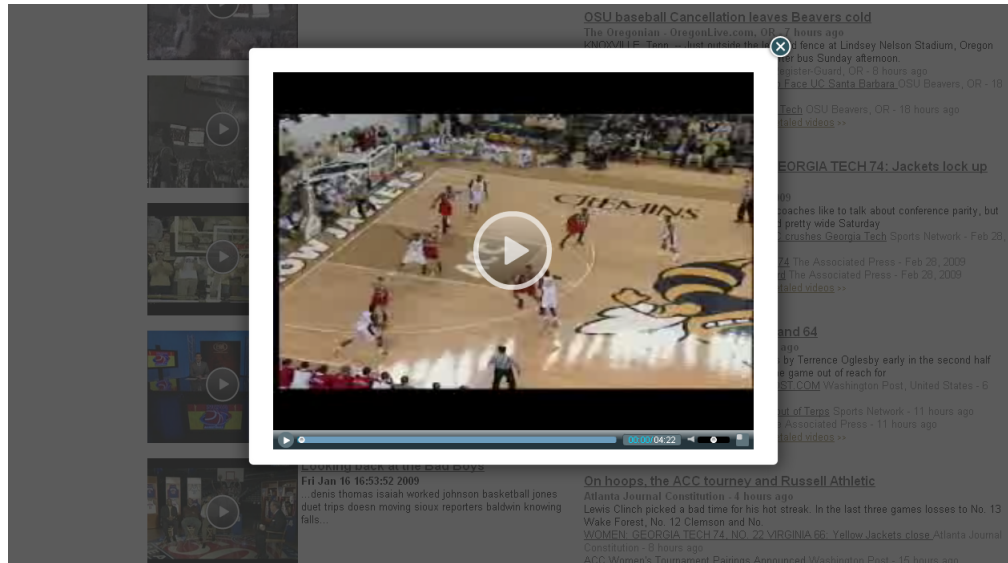 OSU baseball Cancellation leaves Beavers cold
The Oregonian - OregonLive.com, OR - 7 hours ago
KNOXVILLE, Tenn. -- Just outside the fence at Lindsey Nelson Stadium, Oregon
bus Sunday afternoon.
Register-Guard, OR - 8 hours ago
Face UC Santa Barbara OSU Beavers, OR - 18
Tech OSU Beavers, OR - 18 hours ago
videos >>
GEORGIA TECH 74: Jackets lock up
coaches like to talk about conference parity, but
pretty wide Saturday
crushes Georgia Tech Sports Network - Feb 28,
74 The Associated Press - Feb 28, 2009
The Associated Press - Feb 28, 2009
videos >>
and 64
ago
by Terrence Oglesby early in the second half
game out of reach for
Washington Post, United States - 6
out of Terps Sports Network - 11 hours ago
Associated Press - 11 hours ago
videos >>
CREMINS
ACC
OW JACKETS
00:00/04:22
Looking back at the Bad Boys
Fri Jan 16 16:53:52 2009
...denis thomas isaiah worked johnson basketball jones
duet trips doesn moving sioux reporters baldwin knowing
falls...
On hoops, the ACC tourney and Russell Athletic
Atlanta Journal Constitution - 4 hours ago
Lewis Clinch picked a bad time for his hot streak. In the last three games losses to No. 13
Wake Forest, No. 12 Clemson and No.
WOMEN: GEORGIA TECH 74, NO. 22 VIRGINIA 66: Yellow Jackets close Atlanta Journal
Constitution - 8 hours ago
ACC Women's Tournament Pairings Announced Washington Post - 15 hours ago